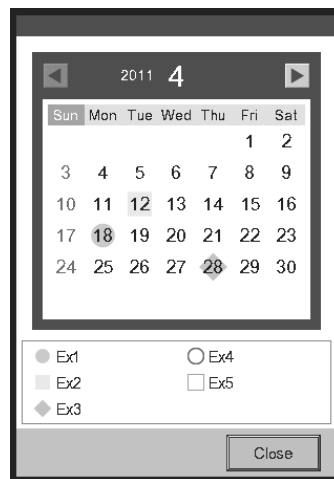 2011 4
Sun Mon Tue Wed Thu Fri Sat
1 2
3 4 5 6 7 8 9
10 11 12 13 14 15 16
17 18 19 20 21 22 23
24 25 26 27 28 29 30
Ex1 Ex4
Ex2 Ex5
Ex3
Close